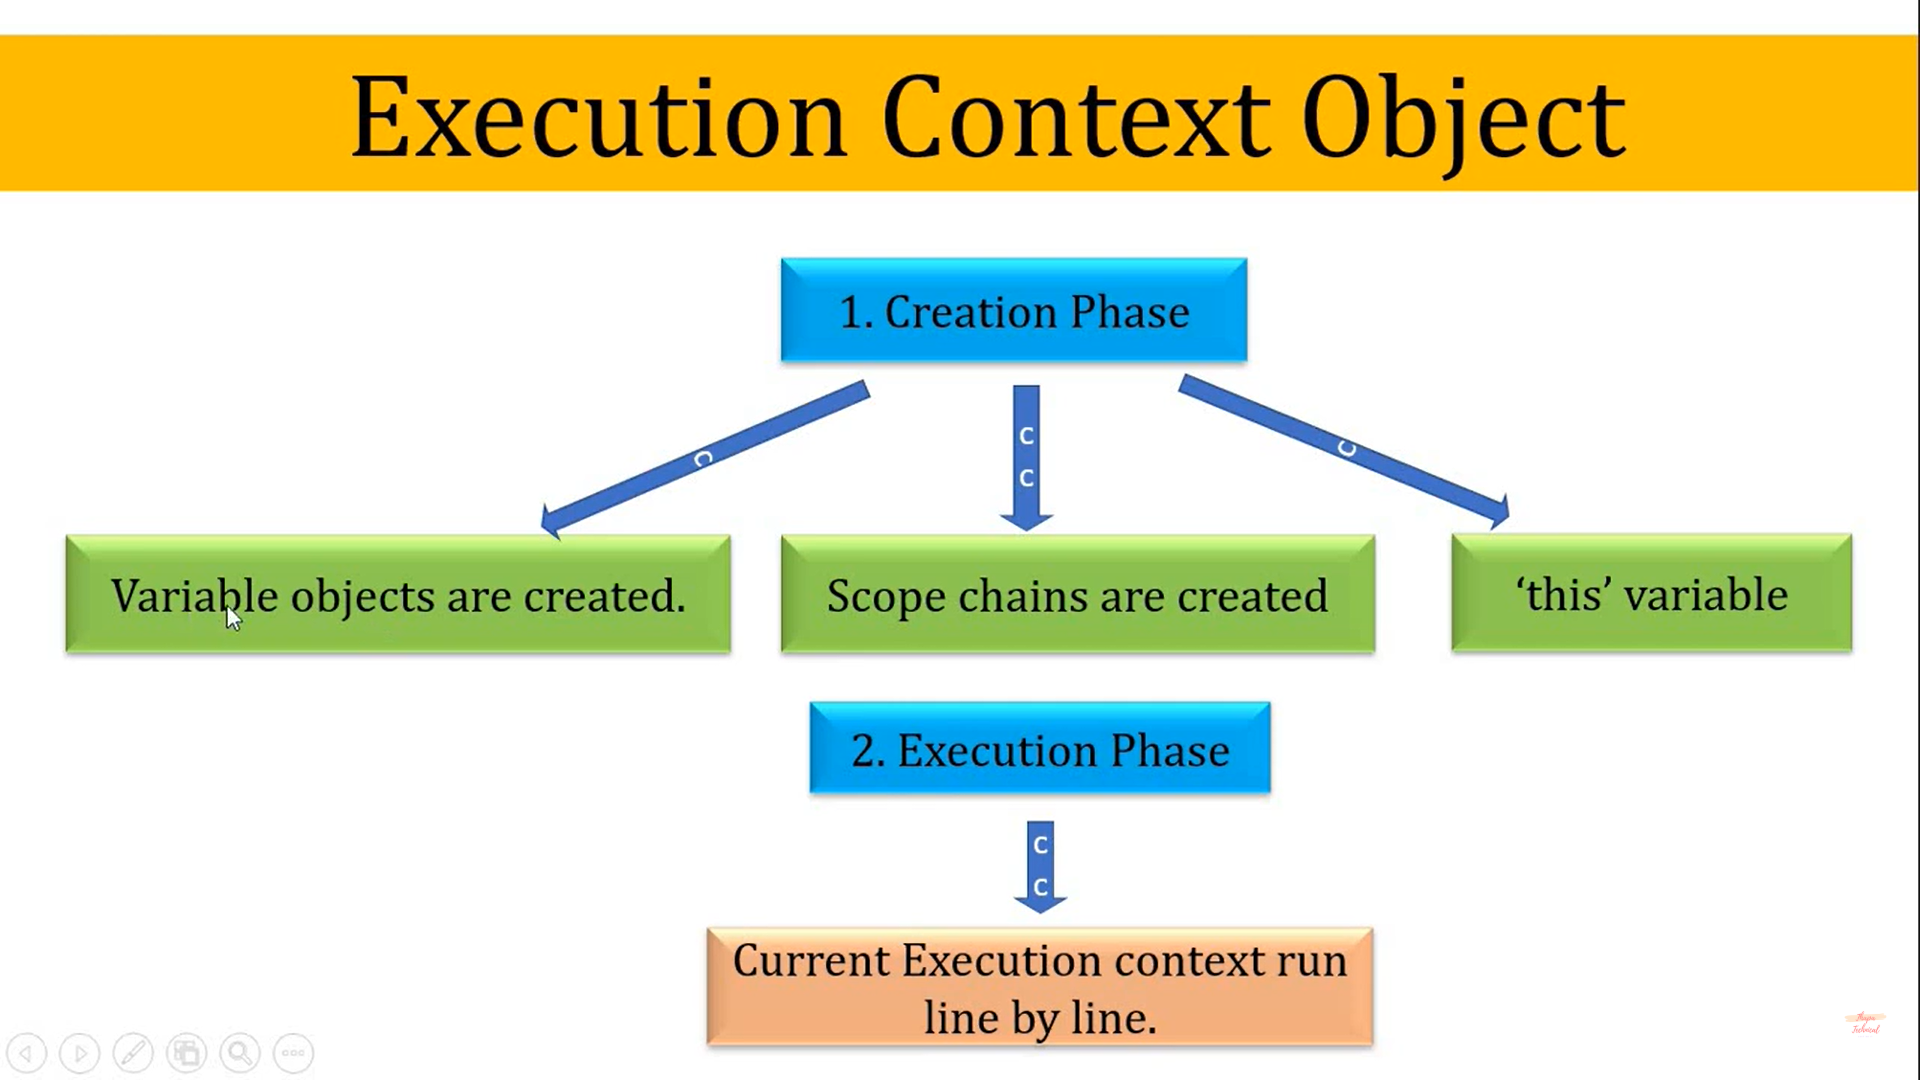 Execution Context Object
1. Creation Phase
C
C
C
C
Variable objects are created.
Scope chains are created
‘this’ variable
2. Execution Phase
C
C
Current Execution context run
line by line.
Technical